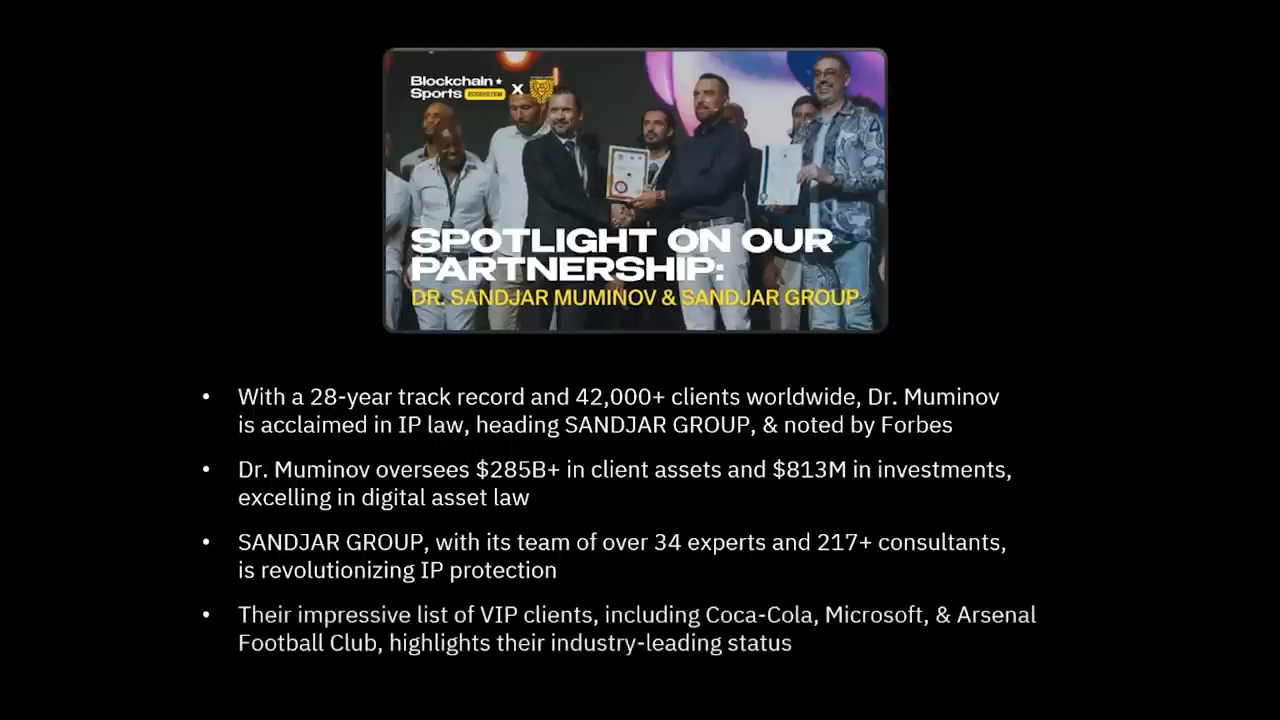 Blockchain
Sports ECOSYSTEM X
SPOTLIGHT ON OUR
PARTNERSHIP:
DR. SANDJAR MUMINOV & SANDJAR GROUP
• With a 28-year track record and 42,000+ clients worldwide, Dr. Muminov
is acclaimed in IP law, heading SANDJAR GROUP, & noted by Forbes
• Dr. Muminov oversees $285B+ in client assets and $813M in investments,
excelling in digital asset law
• SANDJAR GROUP, with its team of over 34 experts and 217+ consultants,
is revolutionizing IP protection
• Their impressive list of VIP clients, including Coca-Cola, Microsoft, & Arsenal
Football Club, highlights their industry-leading status